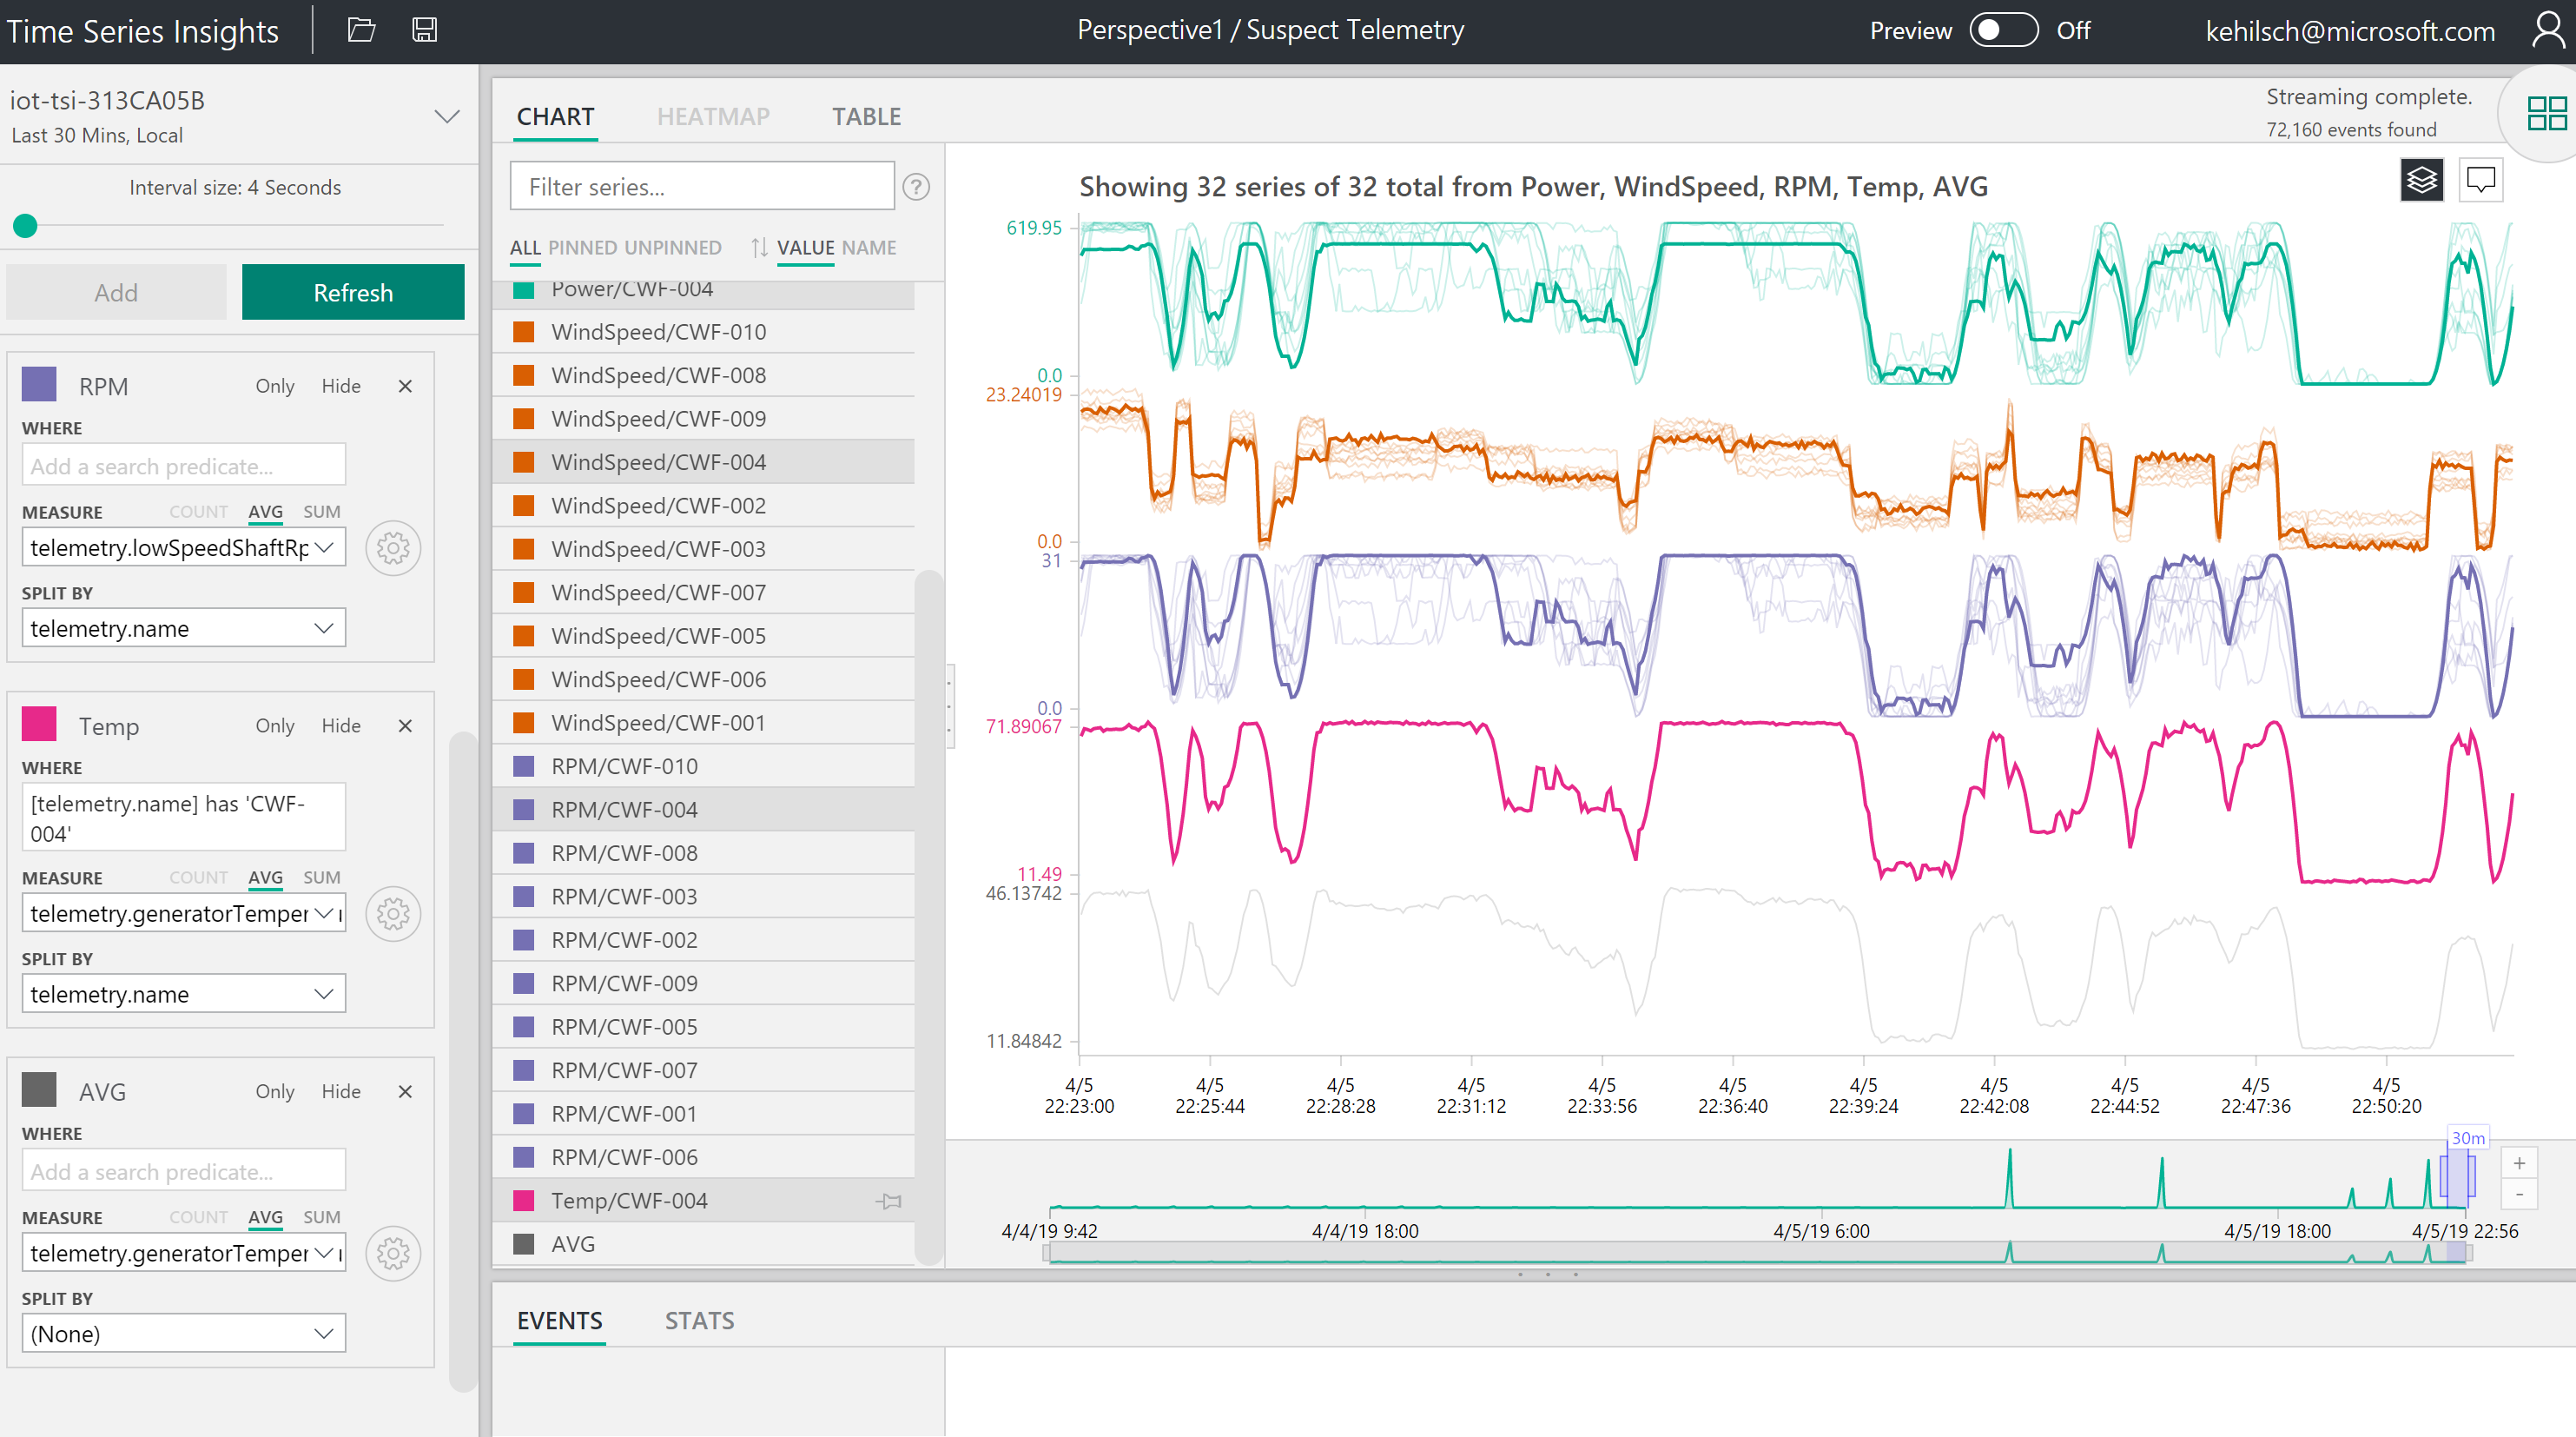 Time Series Insights
Perspective1 / Suspect Telemetry
Preview Off
kehilsch@microsoft.com
iot-tsi-313CA05B
Last 30 Mins, Local
Interval size: 4 Seconds
Add Refresh
RPM Only Hide
WHERE
Add a search predicate...
MEASURE COUNT AVG SUM
telemetry.lowSpeedShaftRp
SPLIT BY
telemetry.name
Temp Only Hide
WHERE
[telemetry.name] has 'CWF-
004'
MEASURE COUNT AVG SUM
telemetry.generatorTemper
SPLIT BY
telemetry.name
AVG Only Hide
WHERE
Add a search predicate...
MEASURE COUNT AVG SUM
telemetry.generatorTemper
SPLIT BY
(None)
CHART HEATMAP TABLE
Streaming complete.
72,160 events found
Filter series...
?
ALL PINNED UNPINNED VALUE NAME
Power/CWF-004
WindSpeed/CWF-010
WindSpeed/CWF-008
WindSpeed/CWF-009
WindSpeed/CWF-004
WindSpeed/CWF-002
WindSpeed/CWF-003
WindSpeed/CWF-007
WindSpeed/CWF-005
WindSpeed/CWF-006
WindSpeed/CWF-001
RPM/CWF-010
RPM/CWF-004
RPM/CWF-008
RPM/CWF-003
RPM/CWF-002
RPM/CWF-009
RPM/CWF-005
RPM/CWF-007
RPM/CWF-001
RPM/CWF-006
Temp/CWF-004
AVG
Showing 32 series of 32 total from Power, WindSpeed, RPM, Temp, AVG
619.95
0.0
23.24019
0.0
31
0.0
71.89067
11.49
46.13742
11.84842
4/5 4/5 4/5 4/5 4/5 4/5 4/5 4/5 4/5 4/5 4/5
22:23:00 22:25:44 22:28:28 22:31:12 22:33:56 22:36:40 22:39:24 22:42:08 22:44:52 22:47:36 22:50:20
30m
+
-
4/4/19 9:42 4/4/19 18:00 4/5/19 6:00 4/5/19 18:00 4/5/19 22:56
EVENTS STATS